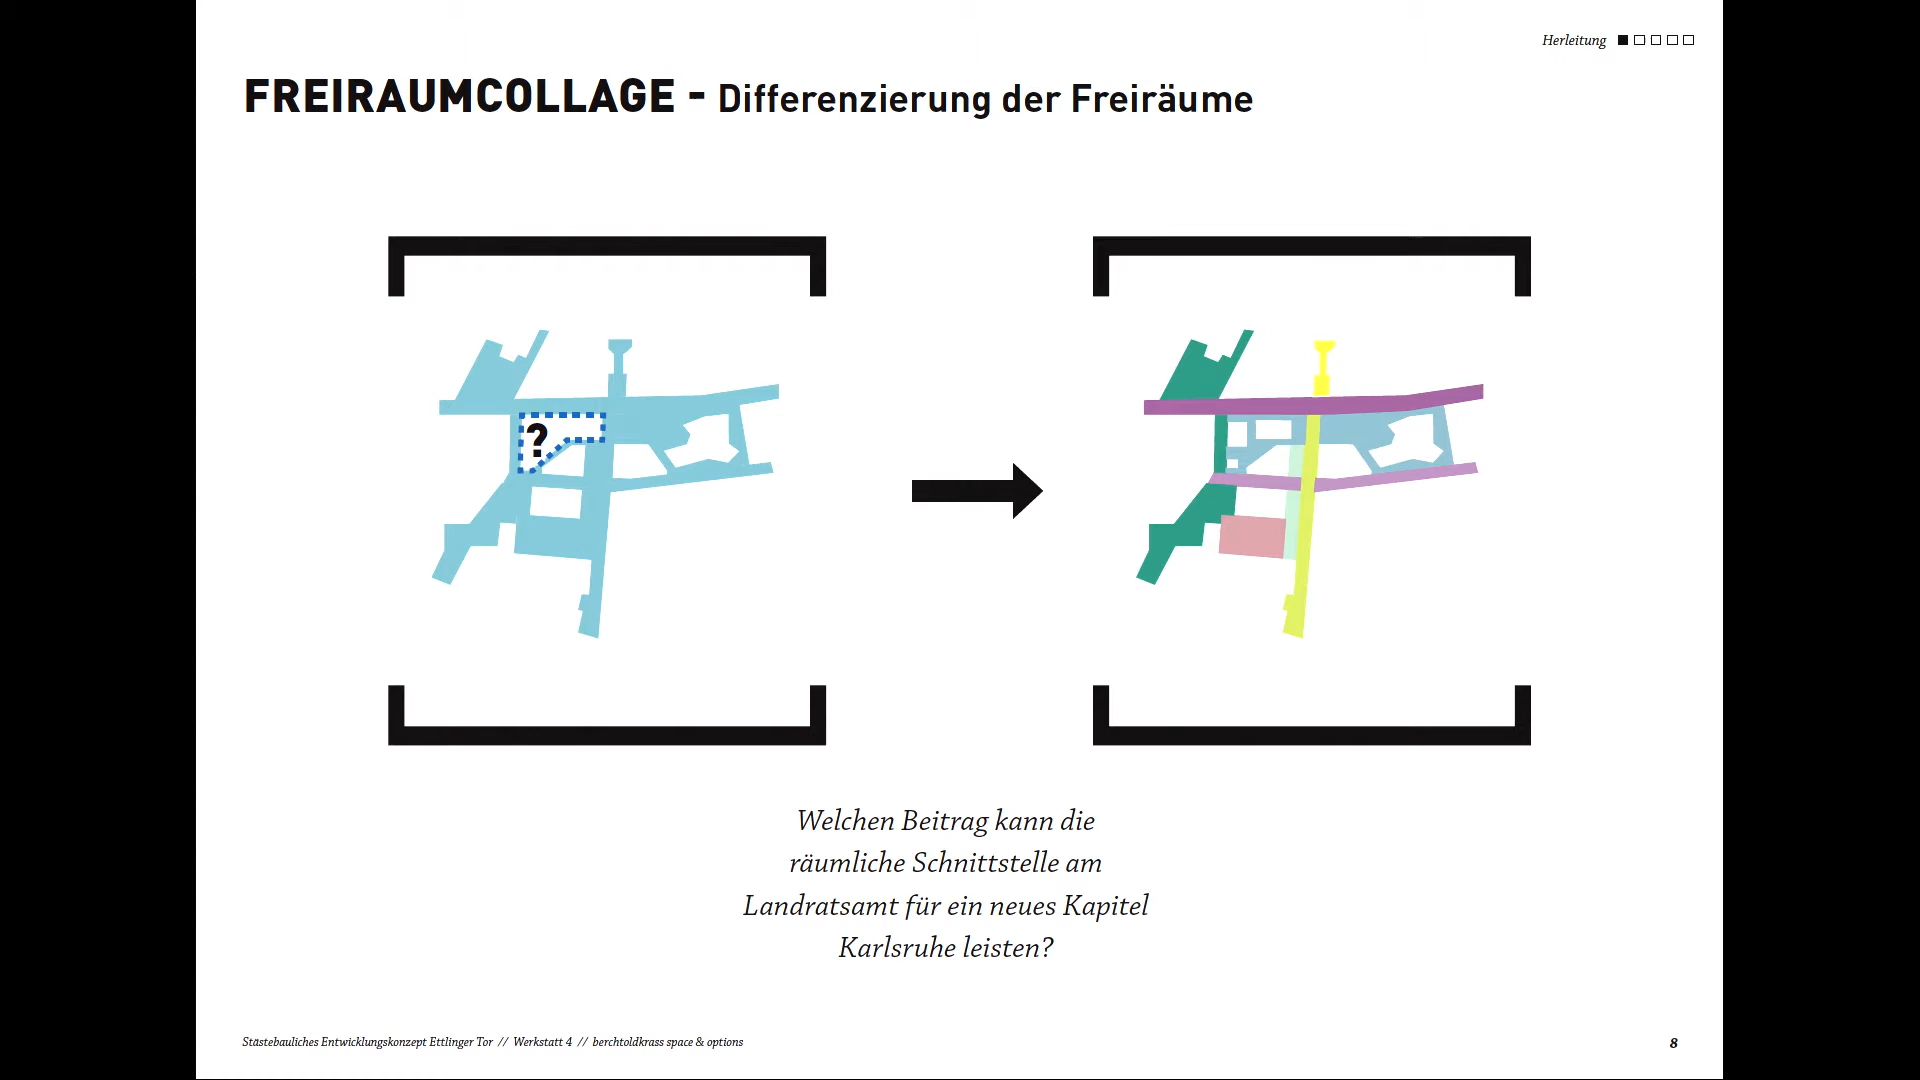 Herleitung
FREIRAUMCOLLAGE - Differenzierung der Freiräume
?
Welchen Beitrag kann die
räumliche Schnittstelle am
Landratsamt für ein neues Kapitel
Karlsruhe leisten?
Stästebauliches Entwicklungskonzept Ettlinger Tor // Werkstatt 4 // berchtoldkrass space & options
8